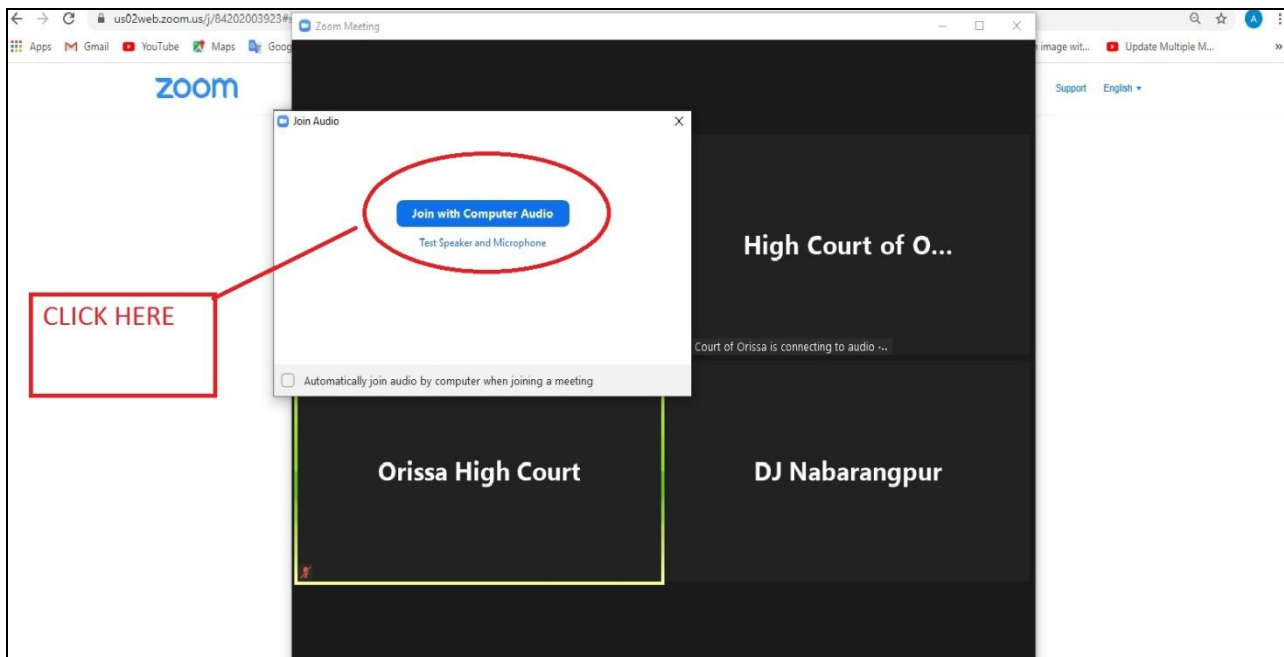 us02web.zoom.us/j/84202003923#s
Zoom Meeting
A
Apps Gmail YouTube Maps Goog
image wit... Update Multiple M... »
zoom
Support English
Join Audio
Join with Computer Audio
Test Speaker and Microphone
High Court of O...
CLICK HERE
Court of Orissa is connecting to audio ·..
Automatically join audio by computer when joining a meeting
Orissa High Court
DJ Nabarangpur